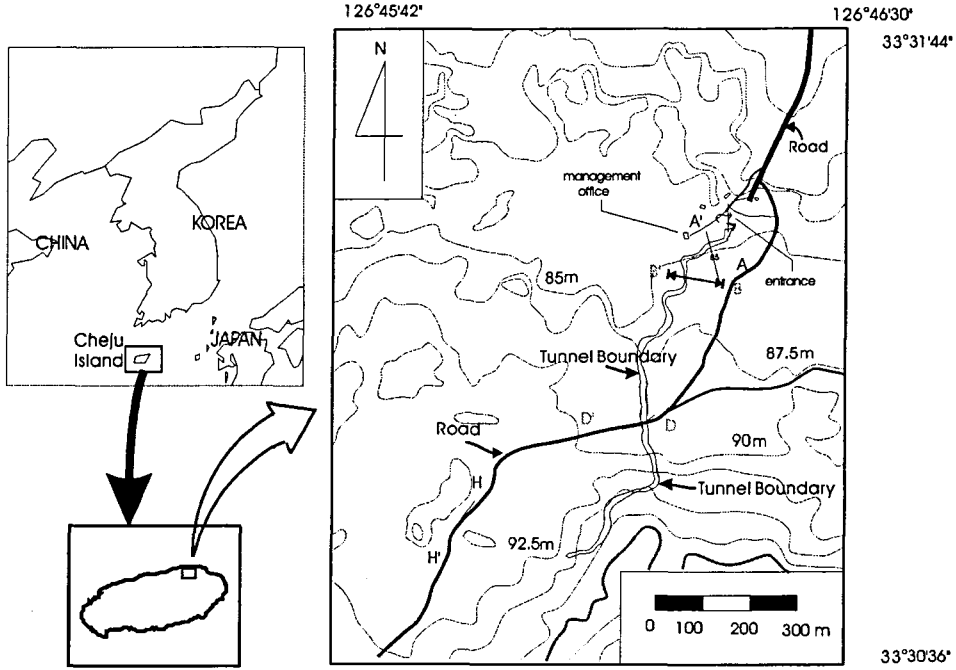 126°45'42"
126°46'30"
33°31'44"
N
Road
management
office
A'
KOREA
CHINA
B'
A
B
entrance
85m
JAPAN
Cheju
Island
Tunnel Boundary
87.5m
D'
D
Road
90m
H
Tunnel Boundary
92.5m
H'
0 100 200 300 m
33°30'36"